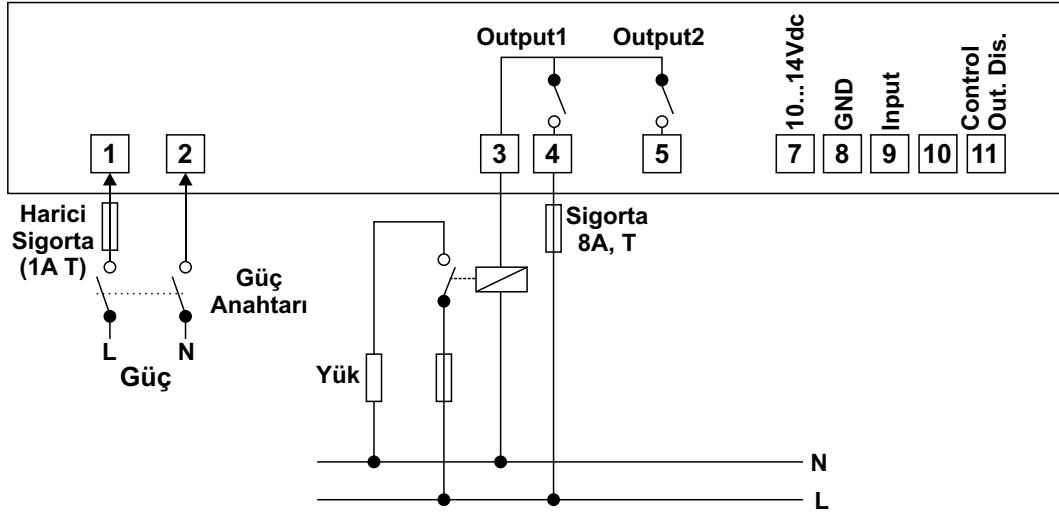 Output1
Output2
10...14Vdc
GND
Input
Control
Out. Dis.
1
2
3
4
5
7
8
9
10
11
Harici
Sigorta
(1A T)
Güç
Anahtarı
L
N
Güç
Sigorta
8A, T
Yük
N
L